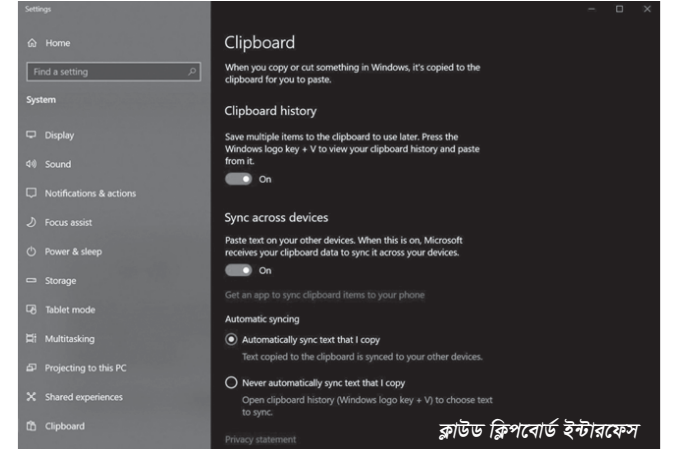 Settings
Home
Find a setting
System
Display
Sound
Notifications & actions
Focus assist
Power & sleep
Storage
Tablet mode
Multitasking
Projecting to this PC
Shared experiences
Clipboard
Clipboard
When you copy or cut something in Windows, it's copied to the
clipboard for you to paste.
Clipboard history
Save multiple items to the clipboard to use later. Press the
Windows logo key + V to view your clipboard history and paste
from it.
On
Sync across devices
Paste text on your other devices. When this is on, Microsoft
receives your clipboard data to sync it across your devices.
On
Get an app to sync clipboard items to your phone
Automatic syncing
Automatically sync text that I copy
Text copied to the clipboard is synced to your other devices.
Never automatically sync text that I copy
Open clipboard history (Windows logo key + V) to choose text
to sync.
Privacy statement
ক্লাউড ক্লিপবোর্ড ইন্টারফেস